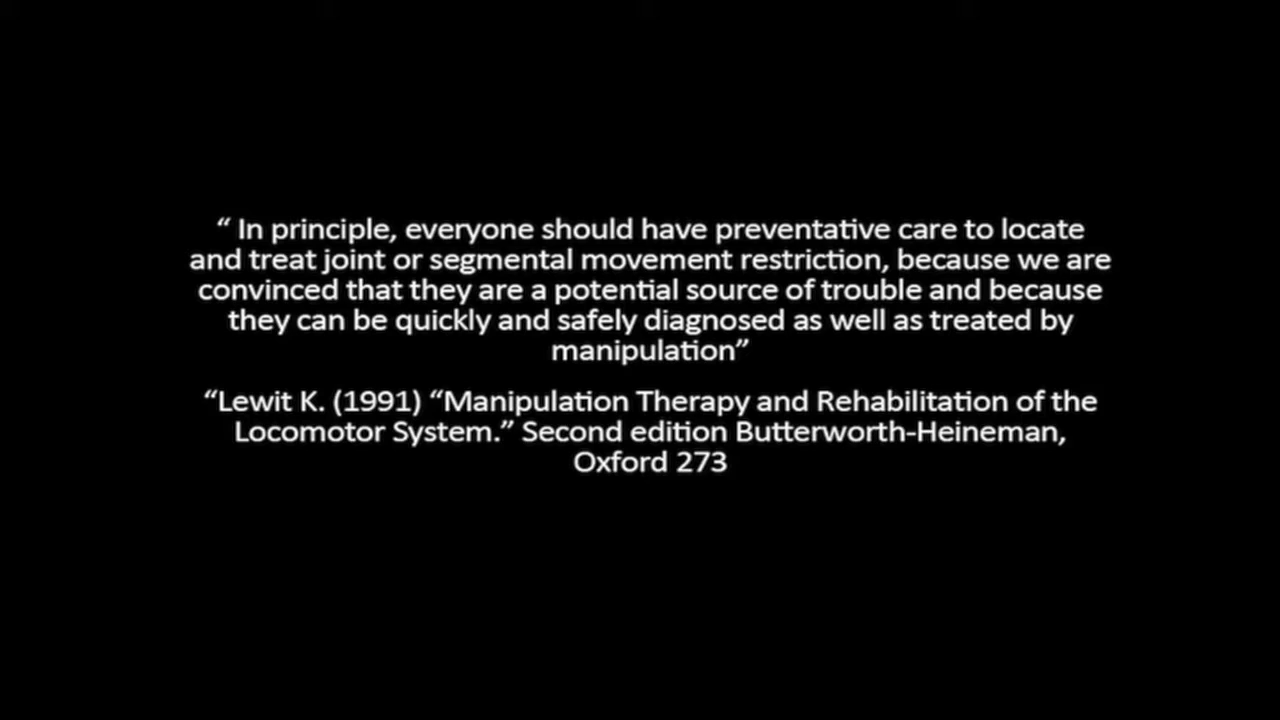 “ In principle, everyone should have preventative care to locate
and treat joint or segmental movement restriction, because we are
convinced that they are a potential source of trouble and because
they can be quickly and safely diagnosed as well as treated by
manipulation”
“Lewit K. (1991) “Manipulation Therapy and Rehabilitation of the
Locomotor System.” Second edition Butterworth-Heineman,
Oxford 273